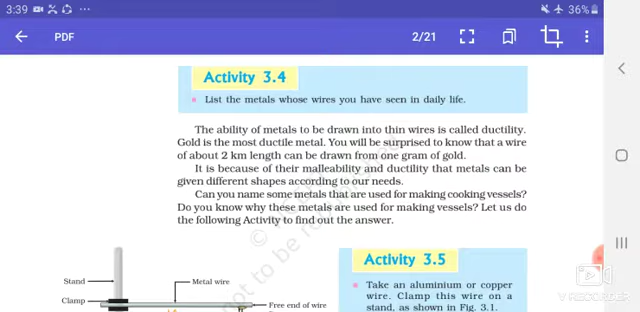 3:39
36%
PDF
2/21
Activity 3.4
List the metals whose wires you have seen in daily life.
The ability of metals to be drawn into thin wires is called ductility.
Gold is the most ductile metal. You will be surprised to know that a wire
of about 2 km length can be drawn from one gram of gold.
It is because of their malleability and ductility that metals can be
given different shapes according to our needs.
Can you name some metals that are used for making cooking vessels?
Do you know why these metals are used for making vessels? Let us do
the following Activity to find out the answer.
Activity 3.5
Take an aluminium or copper
wire. Clamp this wire on a
stand, as shown in Fig. 3.1.
Stand
Metal wire
Clamp
Free end of wire
not to be
RECORDER